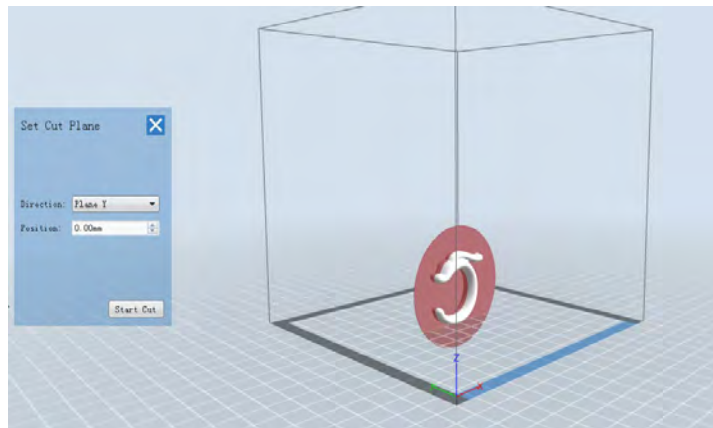 Set Cut Plane
Direction: Plane Y
Position: 0.00mm
Start Cut
Z